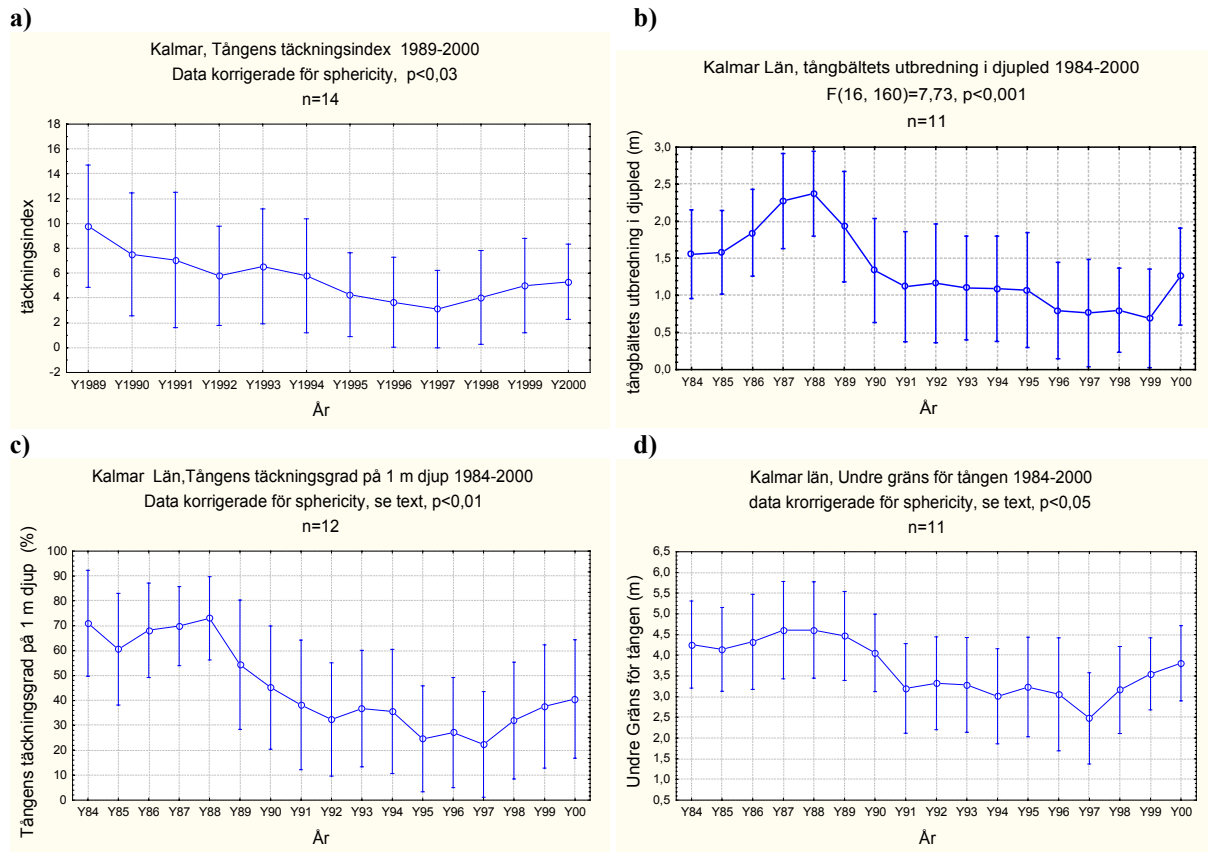 a)
Kalmar, Tångens täckningsindex 1989-2000
Data korrigerade för sphericity, p<0,03
n=14
täckningsindex
18
16
14
12
10
8
6
4
2
0
-2
Y1989 Y1990 Y1991 Y1992 Y1993 Y1994 Y1995 Y1996 Y1997 Y1998 Y1999 Y2000
År
b)
Kalmar Län, tångbältets utbredning i djupled 1984-2000
F(16, 160)=7,73, p<0,001
n=11
tångbältets utbredning i djupled (m)
3,0
2,5
2,0
1,5
1,0
0,5
0,0
Y84 Y85 Y86 Y87 Y88 Y89 Y90 Y91 Y92 Y93 Y94 Y95 Y96 Y97 Y98 Y99 Y00
År
c)
Kalmar Län,Tångens täckningsgrad på 1 m djup 1984-2000
Data korrigerade för sphericity, se text, p<0,01
n=12
Tångens täckningsgrad på 1 m djup (%)
100
90
80
70
60
50
40
30
20
10
0
Y84 Y85 Y86 Y87 Y88 Y89 Y90 Y91 Y92 Y93 Y94 Y95 Y96 Y97 Y98 Y99 Y00
År
d)
Kalmar län, Undre gräns för tången 1984-2000
data krorrigerade för sphericity, se text, p<0,05
n=11
Undre Gräns för tången (m)
6,5
6,0
5,5
5,0
4,5
4,0
3,5
3,0
2,5
2,0
1,5
1,0
0,5
Y84 Y85 Y86 Y87 Y88 Y89 Y90 Y91 Y92 Y93 Y94 Y95 Y96 Y97 Y98 Y99 Y00
År